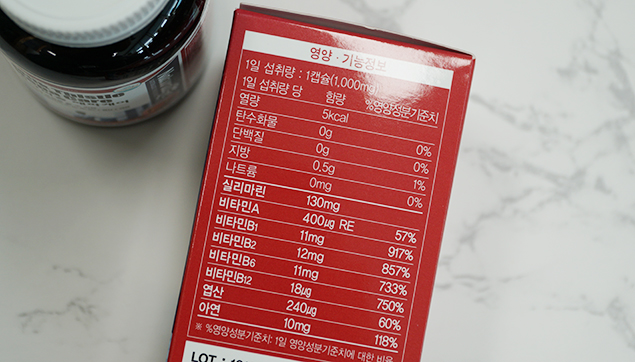 영양 · 기능정보
1일 섭취량 : 1캡슐(1,000mg)
1일 섭취량 당 함량 %영양성분기준치
열량 5kcal
탄수화물 0g 0%
단백질 0g 0%
지방 0.5g 1%
나트륨 0mg 0%
실리마린 130mg
비타민A 400㎍ RE 57%
비타민B1 11mg 917%
비타민B2 12mg 857%
비타민B6 11mg 733%
비타민B12 18㎍ 750%
엽산 240㎍ 60%
아연 10mg 118%
※ %영양성분기준치: 1일 영양성분기준치에 대한 비율
LOT :